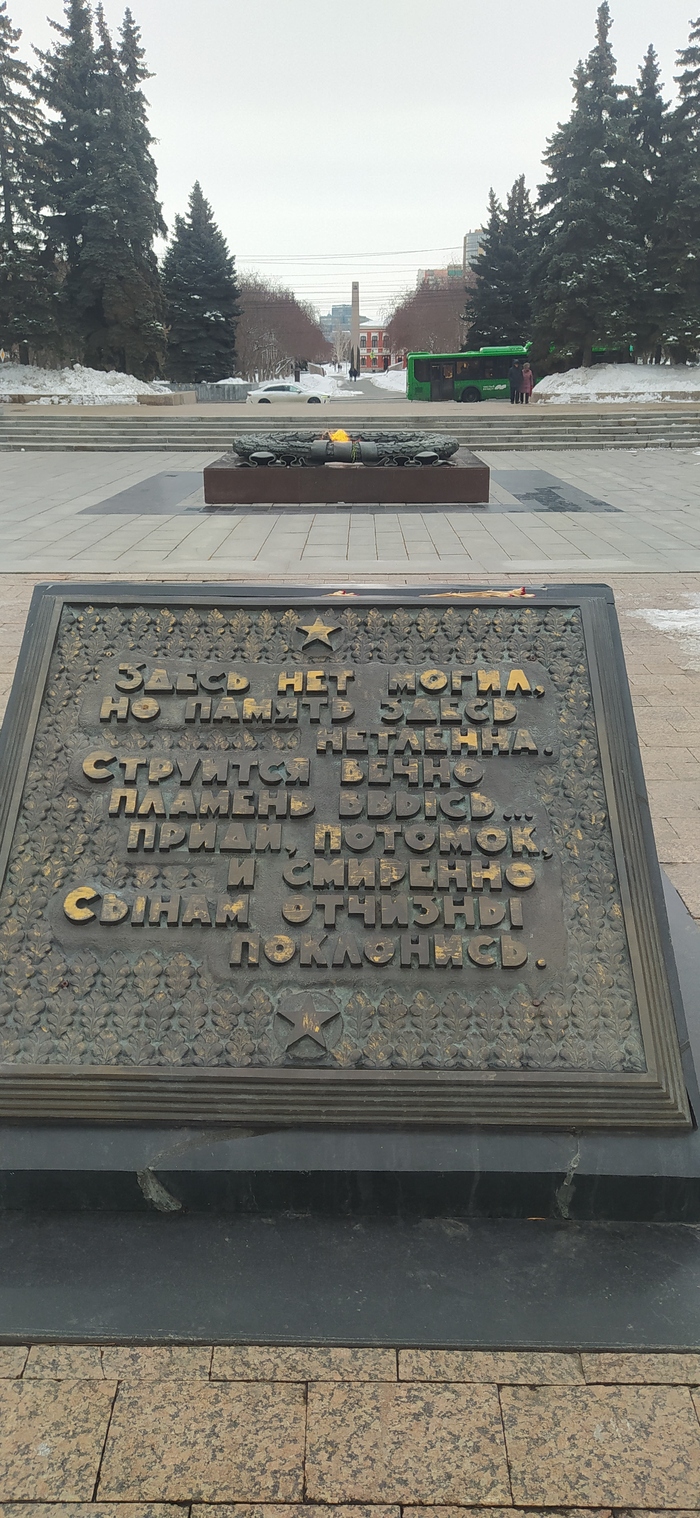 Здесь нет могил,
но память здесь
нетленна.
Струится вечно
пламень ввысь...
Приди, потомок,
и смиренно
Сынам Отчизны
поклонись.